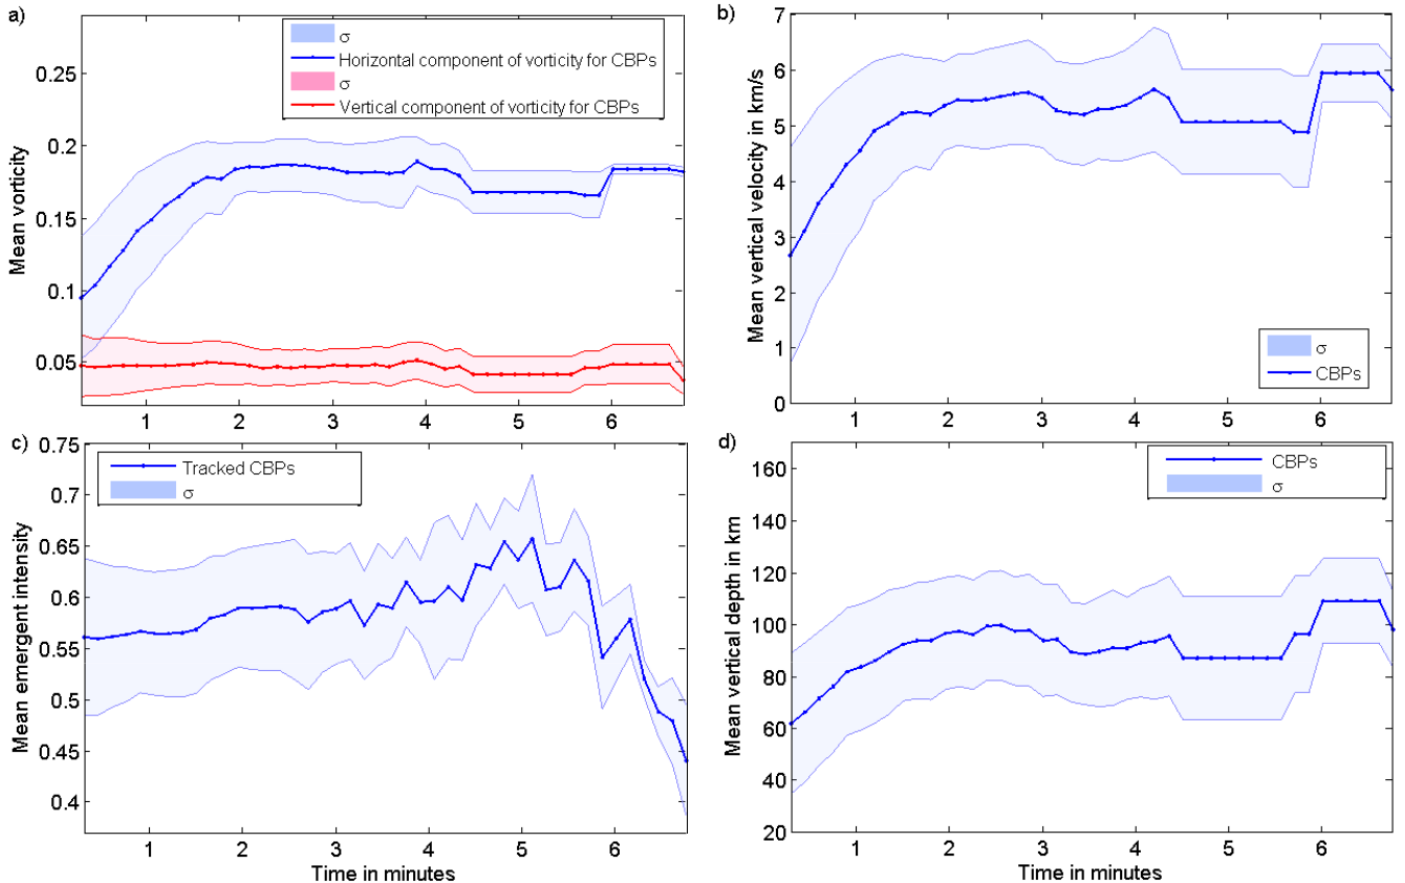 a)
σ
Horizontal component of vorticity for CBPs
σ
Vertical component of vorticity for CBPs
0.25
0.2
0.15
0.1
0.05
Mean vorticity
1 2 3 4 5 6
b)
7
6
5
4
3
2
1
0
Mean vertical velocity in km/s
σ
CBPs
1 2 3 4 5 6
c)
Tracked CBPs
σ
0.75
0.7
0.65
0.6
0.55
0.5
0.45
0.4
Mean emergent intensity
1 2 3 4 5 6
Time in minutes
d)
CBPs
σ
160
140
120
100
80
60
40
20
Mean vertical depth in km
1 2 3 4 5 6
Time in minutes